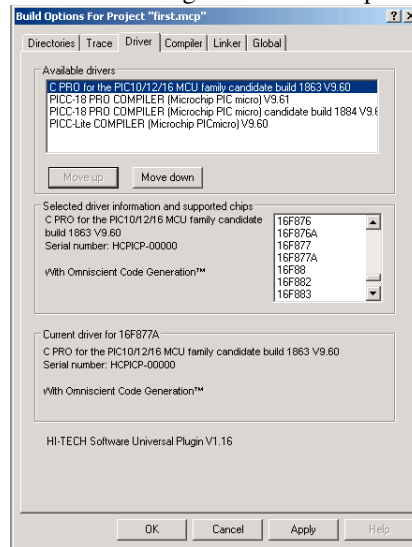 Build Options For Project "first.mcp"
Directories Trace Driver Compiler Linker Global
Available drivers
C PRO for the PIC10/12/16 MCU family candidate build 1863 V9.60
PICC-18 PRO COMPILER (Microchip PIC micro) V9.61
PICC-18 PRO COMPILER (Microchip PIC micro) candidate build 1884 V9.6
PICC-Lite COMPILER (Microchip PICmicro) V9.60
Move up Move down
Selected driver information and supported chips
C PRO for the PIC10/12/16 MCU family candidate
build 1863 V9.60
Serial number: HCPICP-00000
With Omniscient Code Generation™
16F876
16F876A
16F877
16F877A
16F88
16F882
16F883
Current driver for 16F877A
C PRO for the PIC10/12/16 MCU family candidate build 1863 V9.60
Serial number: HCPICP-00000
With Omniscient Code Generation™
HI-TECH Software Universal Plugin V1.16
OK Cancel Apply Help